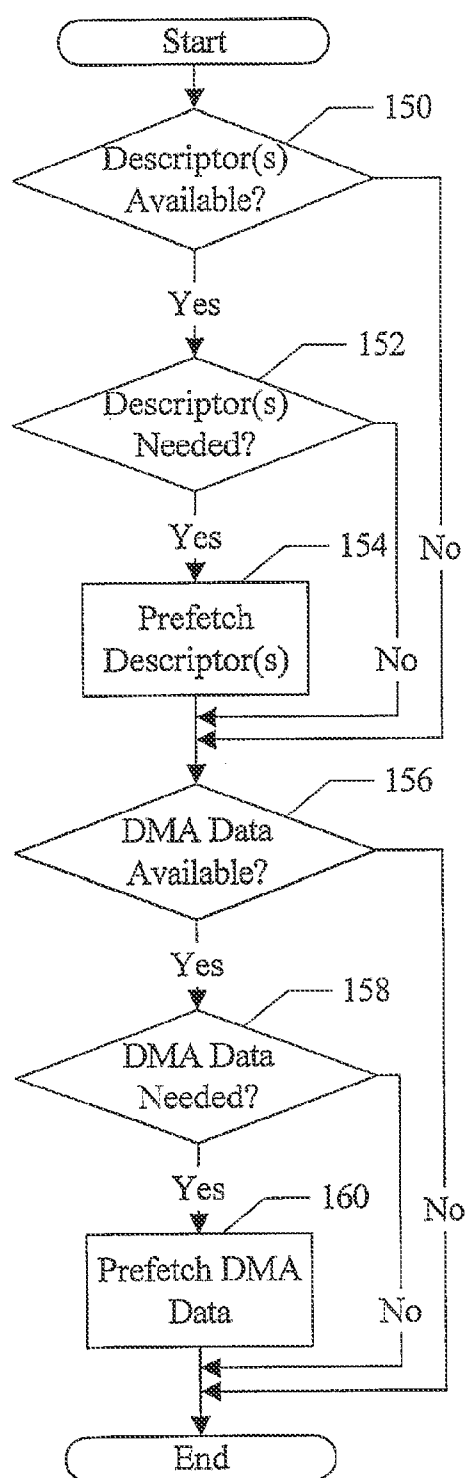 Start
150
Descriptor(s)
Available?
Yes
152
Descriptor(s)
Needed?
Yes
154
No
Prefetch
Descriptor(s)
No
156
DMA Data
Available?
Yes
158
DMA Data
Needed?
Yes
160
No
Prefetch DMA
Data
No
End